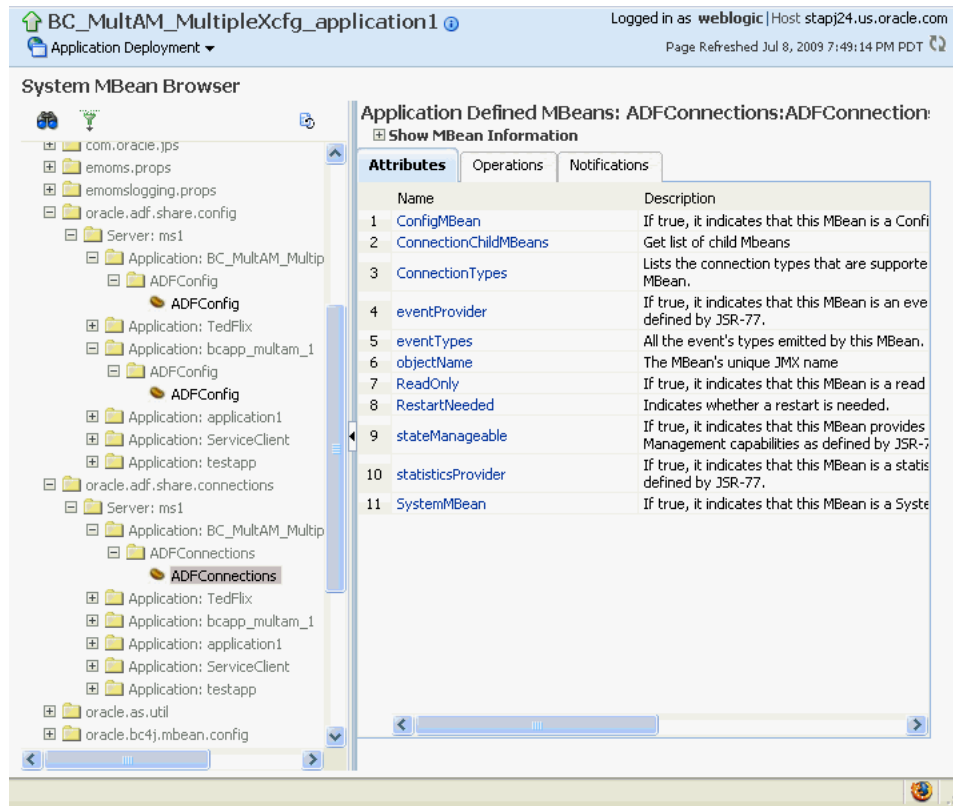 BC_MultAM_MultipleXcfg_application1
Logged in as weblogic|Host stapj24.us.oracle.com
Application Deployment
Page Refreshed Jul 8, 2009 7:49:14 PM PDT
System MBean Browser
com.oracle.jps
emoms.props
emomslogging.props
oracle.adf.share.config
Server: ms1
Application: BC_MultAM_Multip
ADFConfig
ADFConfig
Application: TedFlix
Application: bcapp_multam_1
ADFConfig
ADFConfig
Application: application1
Application: ServiceClient
Application: testapp
oracle.adf.share.connections
Server: ms1
Application: BC_MultAM_Multip
ADFConnections
ADFConnections
Application: TedFlix
Application: bcapp_multam_1
Application: application1
Application: ServiceClient
Application: testapp
oracle.as.util
oracle.bc4j.mbean.config
Application Defined MBeans: ADFConnections:ADFConnection
Show MBean Information
Attributes Operations Notifications
Name Description
1 ConfigMBean If true, it indicates that this MBean is a Confi
2 ConnectionChildMBeans Get list of child Mbeans
3 ConnectionTypes Lists the connection types that are supporte
MBean.
4 eventProvider If true, it indicates that this MBean is an eve
defined by JSR-77.
5 eventTypes All the event's types emitted by this MBean.
6 objectName The MBean's unique JMX name
7 ReadOnly If true, it indicates that this MBean is a read
8 RestartNeeded Indicates whether a restart is needed.
9 stateManageable If true, it indicates that this MBean provides
Management capabilities as defined by JSR-7
10 statisticsProvider If true, it indicates that this MBean is a statis
defined by JSR-77.
11 SystemMBean If true, it indicates that this MBean is a Syste